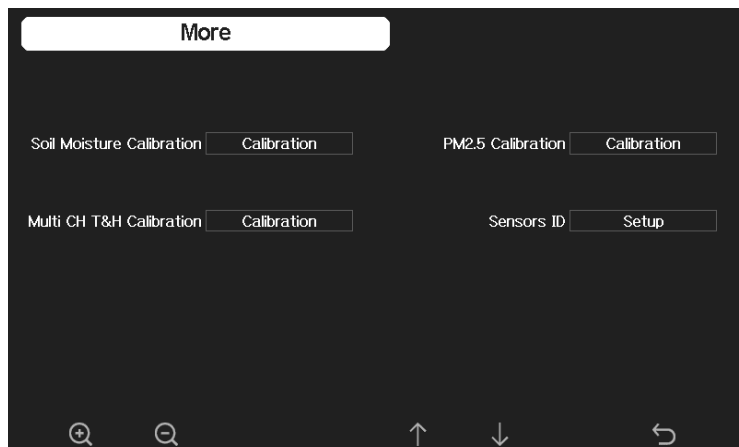 More
Soil Moisture Calibration Calibration PM2.5 Calibration Calibration
Multi CH T&H Calibration Calibration Sensors ID Setup